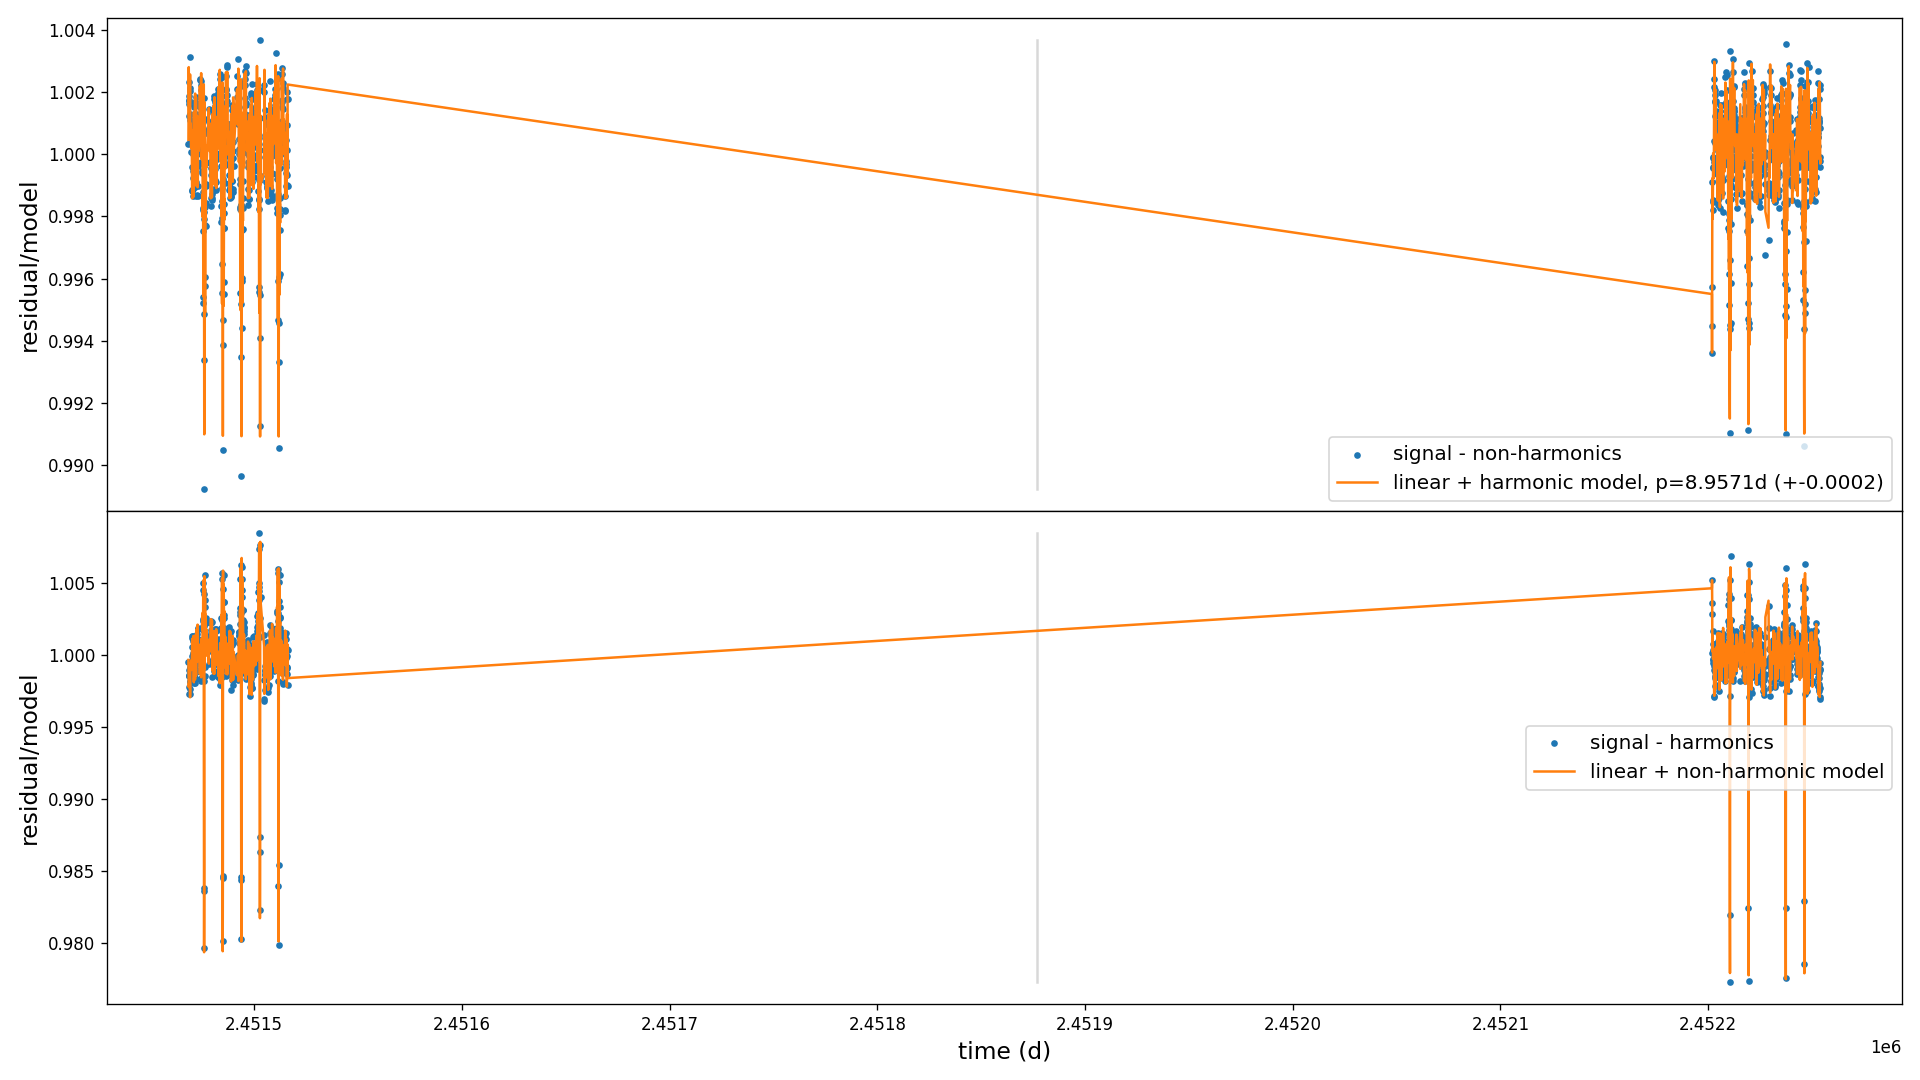 1.004
1.002
1.000
0.998
0.996
0.994
0.992
0.990
residual/model
signal - non-harmonics
linear + harmonic model, p=8.9571d (+-0.0002)
1.005
1.000
0.995
0.990
0.985
0.980
residual/model
signal - harmonics
linear + non-harmonic model
2.4515
2.4516
2.4517
2.4518
2.4519
2.4520
2.4521
2.4522
time (d)
1e6